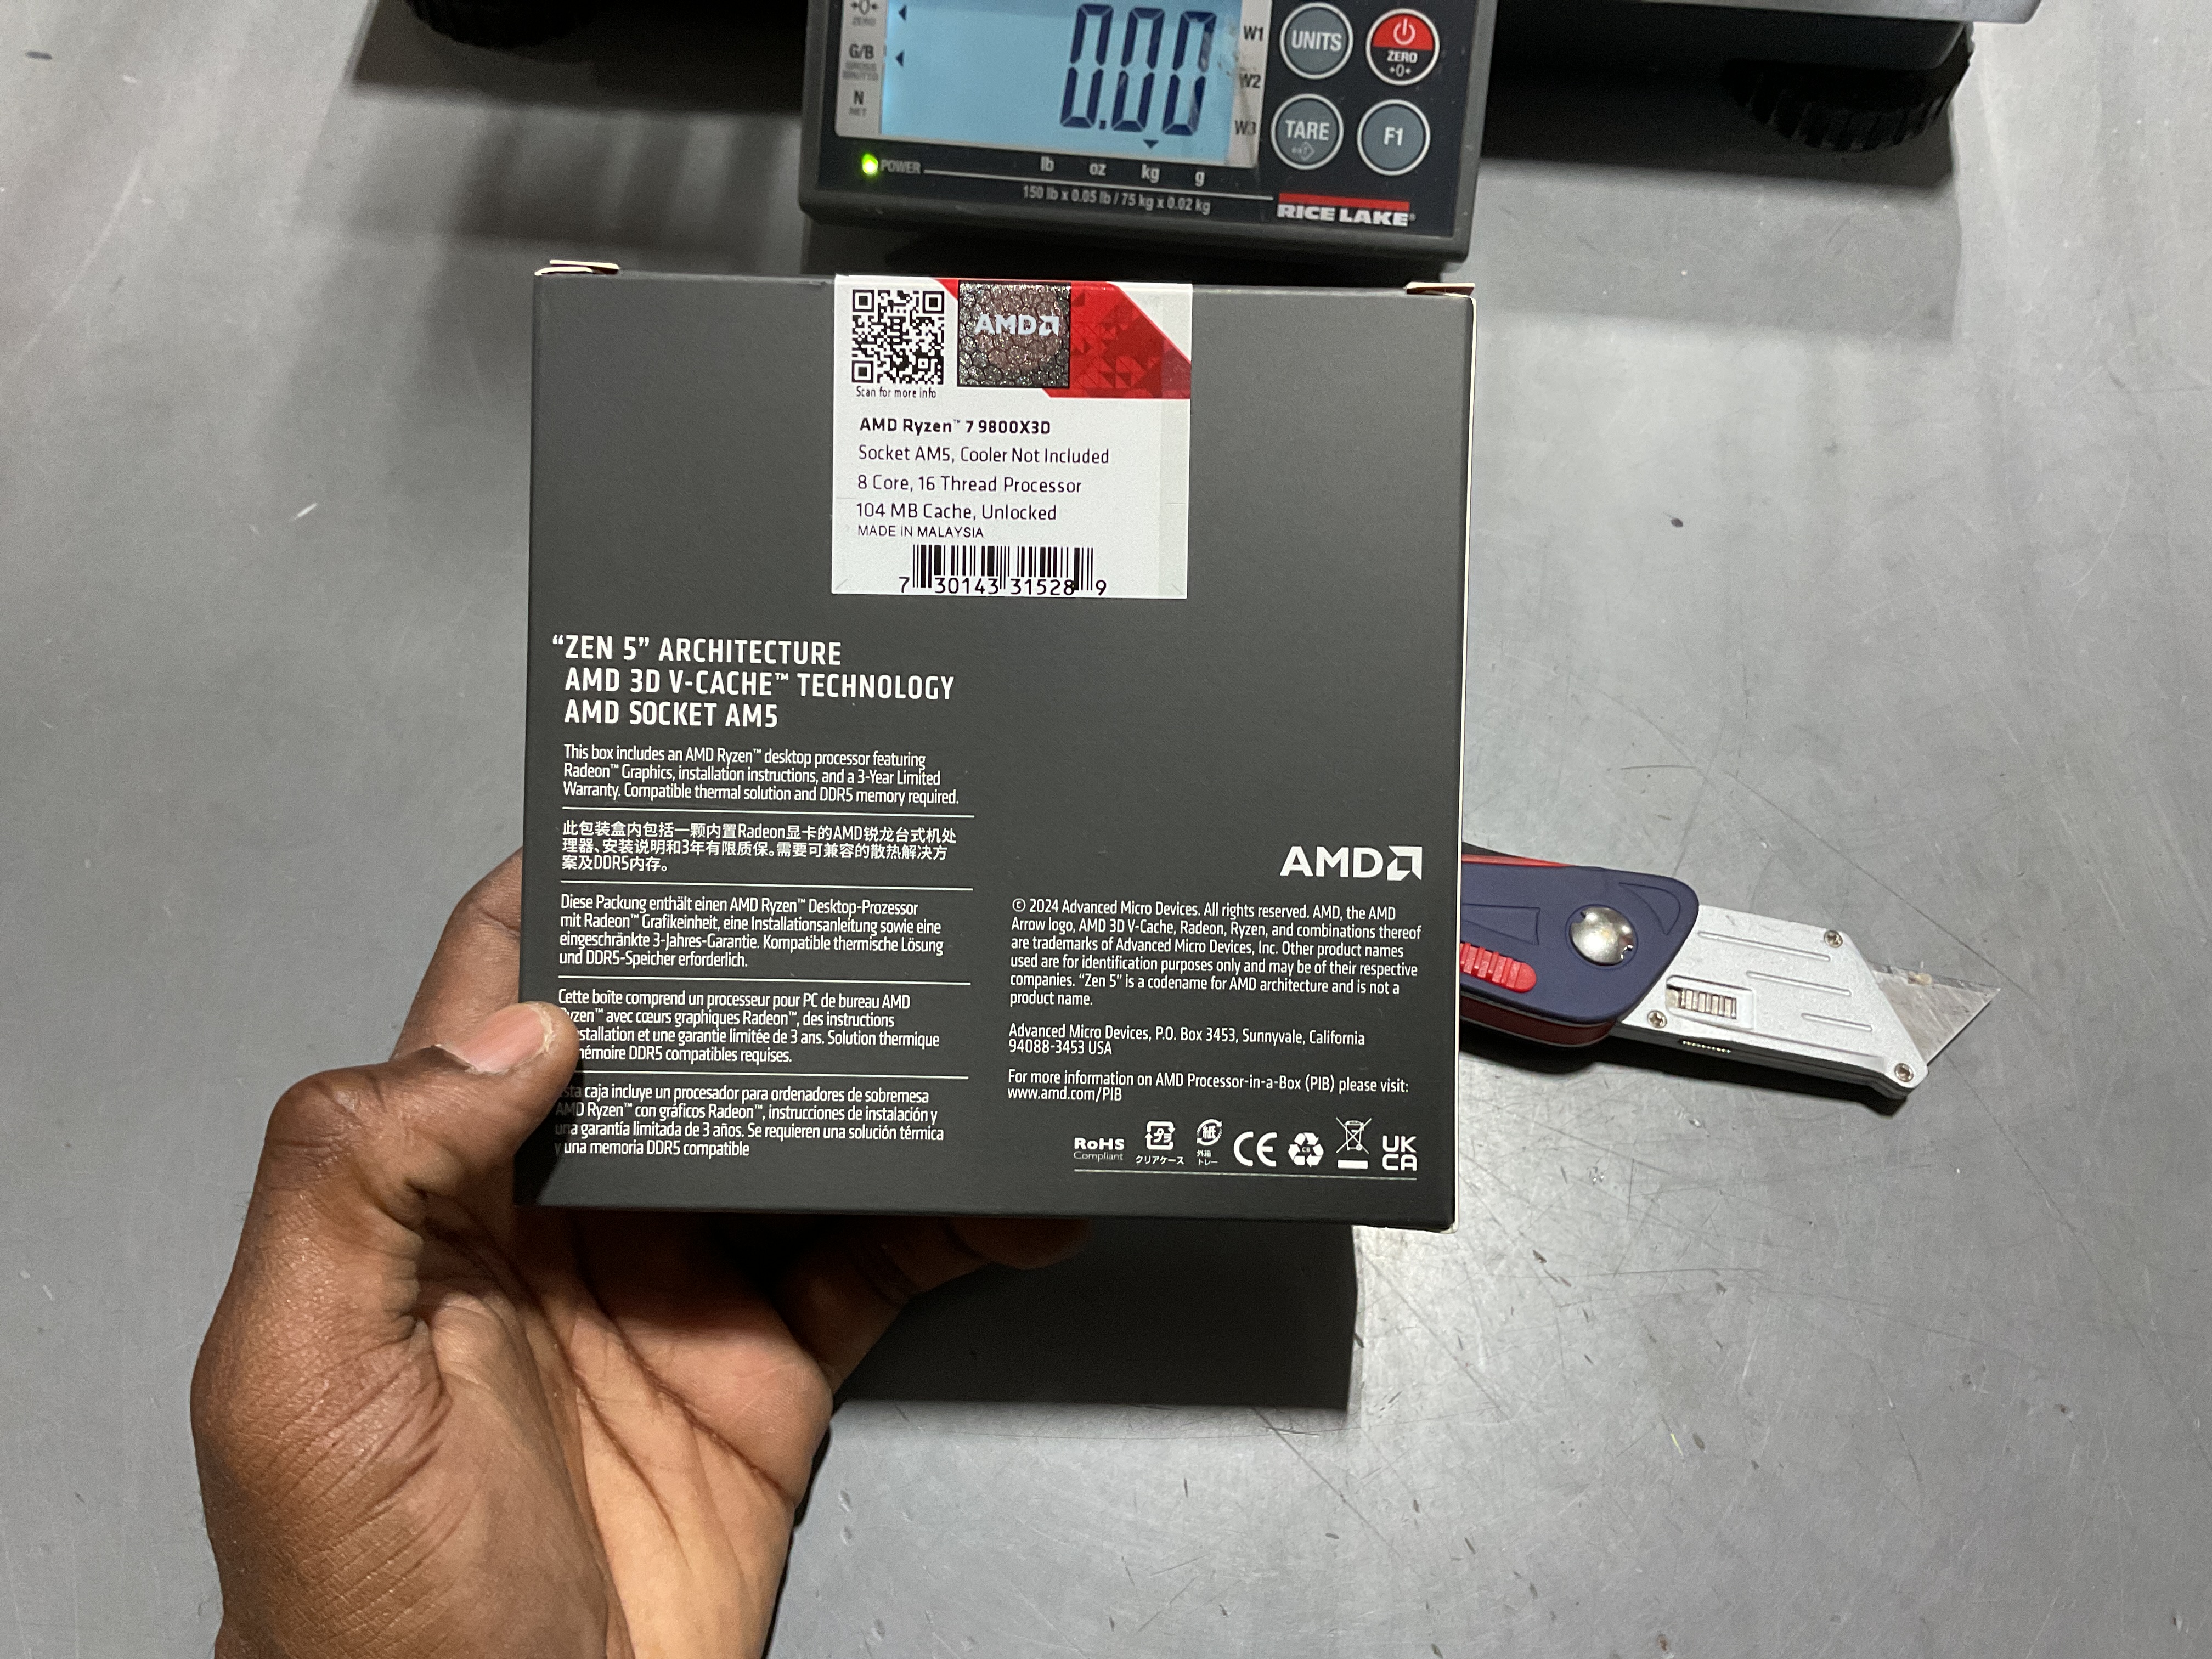 →0← 
ZERO
G/B
GROSS
BRUTTO
N
NET
0.00
W1
W2
W3
UNITS
ZERO
→0←
TARE
F1
POWER
lb oz kg g
150 lb x 0.05 lb / 75 kg x 0.02 kg
RICE LAKE®
Scan for more info
AMD
AMD Ryzen™ 7 9800X3D
Socket AM5, Cooler Not Included
8 Core, 16 Thread Processor
104 MB Cache, Unlocked
MADE IN MALAYSIA
7 30143 31528 9
“ZEN 5” ARCHITECTURE
AMD 3D V-CACHE™ TECHNOLOGY
AMD SOCKET AM5
This box includes an AMD Ryzen™ desktop processor featuring
Radeon™ Graphics, installation instructions, and a 3-Year Limited
Warranty. Compatible thermal solution and DDR5 memory required.
此包装盒内包括一颗内置Radeon显卡的AMD锐龙台式机处
理器、安装说明和3年有限质保。需要可兼容的散热解决方
案及DDR5内存。
Diese Packung enthält einen AMD Ryzen™ Desktop-Prozessor
mit Radeon™ Grafikeinheit, eine Installationsanleitung sowie eine
eingeschränkte 3-Jahres-Garantie. Kompatible thermische Lösung
und DDR5-Speicher erforderlich.
Cette boîte comprend un processeur pour PC de bureau AMD
yzen™ avec cœurs graphiques Radeon™, des instructions
stallation et une garantie limitée de 3 ans. Solution thermique
mémoire DDR5 compatibles requises.
sta caja incluye un procesador para ordenadores de sobremesa
AMD Ryzen™ con gráficos Radeon™, instrucciones de instalación y
una garantía limitada de 3 años. Se requieren una solución térmica
y una memoria DDR5 compatible
AMD
© 2024 Advanced Micro Devices. All rights reserved. AMD, the AMD
Arrow logo, AMD 3D V-Cache, Radeon, Ryzen, and combinations thereof
are trademarks of Advanced Micro Devices, Inc. Other product names
used are for identification purposes only and may be of their respective
companies. “Zen 5” is a codename for AMD architecture and is not a
product name.
Advanced Micro Devices, P.O. Box 3453, Sunnyvale, California
94088-3453 USA
For more information on AMD Processor-in-a-Box (PIB) please visit:
www.amd.com/PIB
RoHS
Compliant
プラ
クリアケース
紙
外箱
トレー
CE
UK
CA